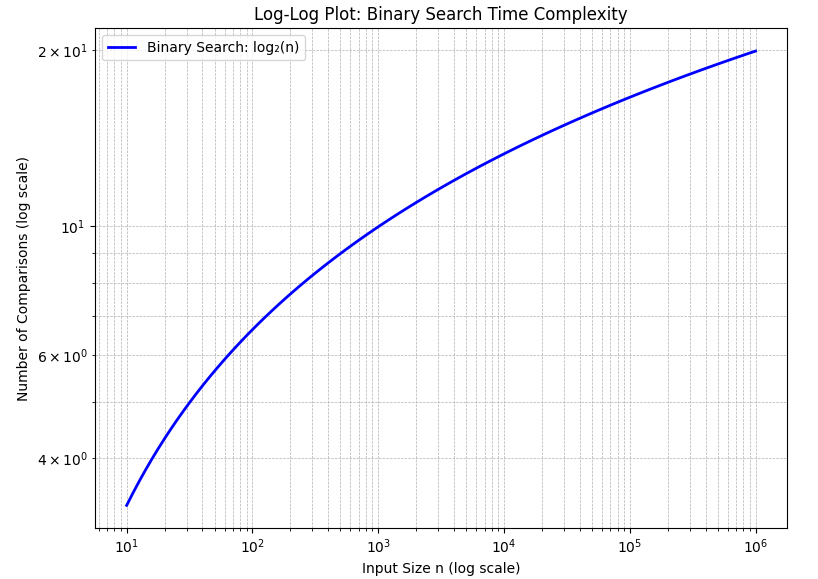 Log-Log Plot: Binary Search Time Complexity
Binary Search: log₂(n)
Number of Comparisons (log scale)
2 × 10¹
10¹
6 × 10⁰
4 × 10⁰
10¹ 10² 10³ 10⁴ 10⁵ 10⁶
Input Size n (log scale)